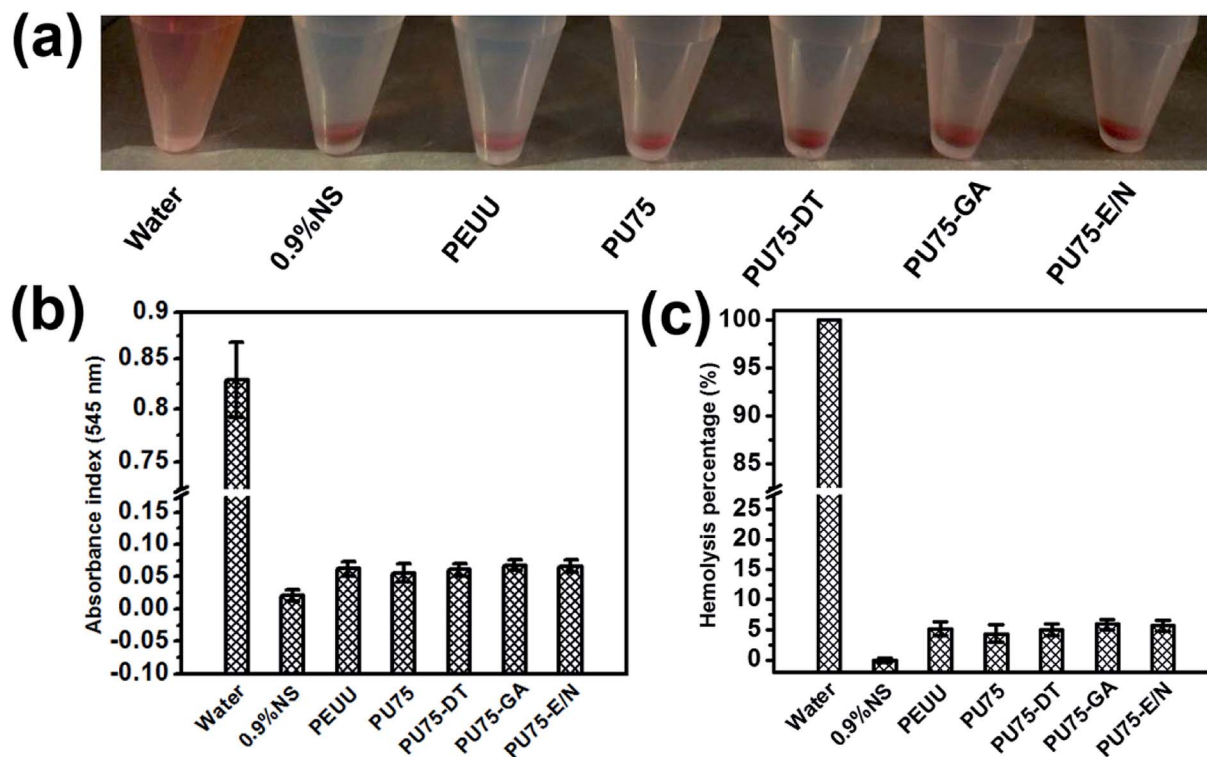 (a)
Water
0.9%NS
PEUU
PU75
PU75-DT
PU75-GA
PU75-E/N
(b)
Absorbance index (545 nm)
0.9
0.85
0.8
0.75
0.15
0.10
0.05
0.00
-0.05
-0.10
Water
0.9%NS
PEUU
PU75
PU75-DT
PU75-GA
PU75-E/N
(c)
Hemolysis percentage (%)
100
95
90
85
25
20
15
10
5
0
Water
0.9%NS
PEUU
PU75
PU75-DT
PU75-GA
PU75-E/N